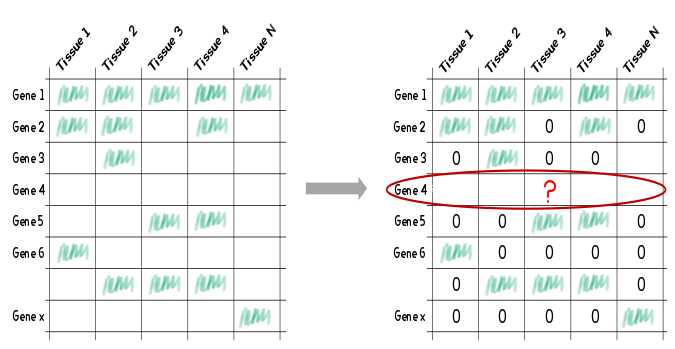 Tissue 1 Tissue 2 Tissue 3 Tissue 4 Tissue N
Gene 1
Gene 2
Gene 3
Gene 4
Gene 5
Gene 6
Gene x
Tissue 1 Tissue 2 Tissue 3 Tissue 4 Tissue N
Gene 1
Gene 2 0 0
Gene 3 0 0 0
Gene 4 ?
Gene 5 0 0 0
Gene 6 0 0 0 0
0 0
Gene x 0 0 0 0